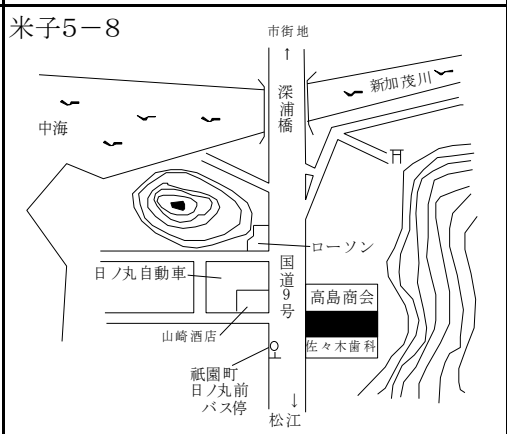 米子5－8
市街地
↑
深浦橋
新加茂川
中海
ローソン
日ノ丸自動車
国道9号
髙島商会
山崎酒店
佐々木歯科
祇園町
日ノ丸前
バス停
↓
松江